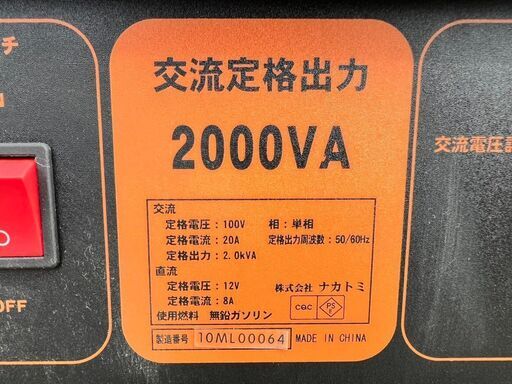 チ
OFF
交流定格出力
2000VA
交流
定格電圧：100V 相：単相
定格電流：20A 定格出力周波数：50/60Hz
定格出力：2.0kVA
直流
定格電圧：12V 株式会社 ナカトミ
定格電流：8A
使用燃料 無鉛ガソリン
cec PS E
製造番号 10ML00064 MADE IN CHINA
交流電圧